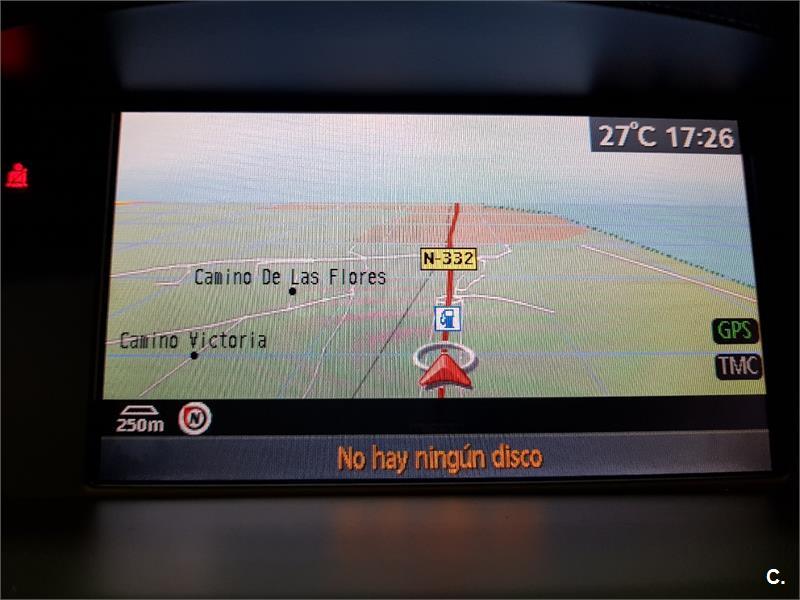 27°C 17:26
N-332
Camino De Las Flores
Camino Victoria
GPS
TMC
250m
N
No hay ningún disco
C.